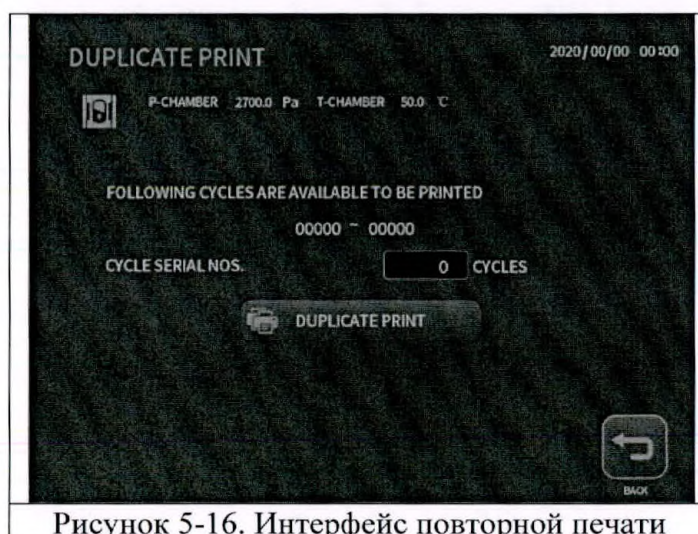 DUPLICATE PRINT 2020/00/00 00:00
P-CHAMBER 2700.0 Pa T-CHAMBER 50.0 ℃
FOLLOWING CYCLES ARE AVAILABLE TO BE PRINTED
00000 ~ 00000
CYCLE SERIAL NOS. 0 CYCLES
DUPLICATE PRINT
BACK
Рисунок 5-16. Интерфейс повторной печати